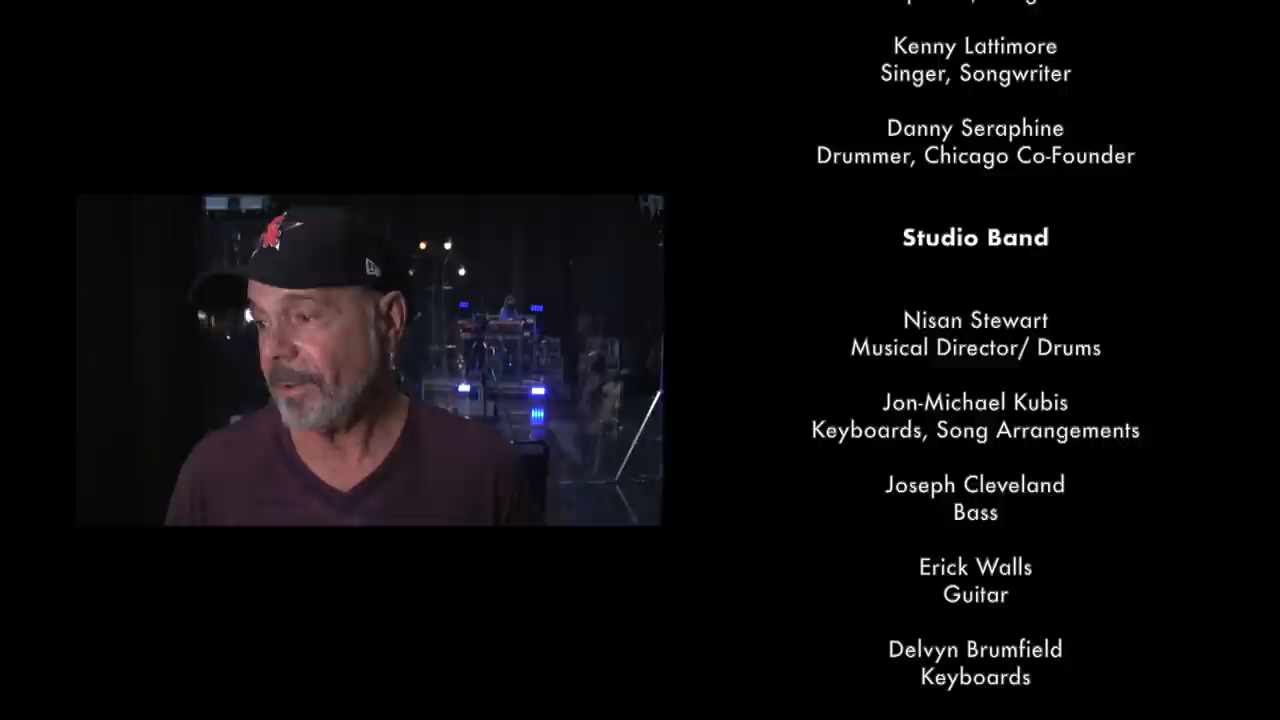 Kenny Lattimore
Singer, Songwriter
Danny Seraphine
Drummer, Chicago Co-Founder
Studio Band
Nisan Stewart
Musical Director/ Drums
Jon-Michael Kubis
Keyboards, Song Arrangements
Joseph Cleveland
Bass
Erick Walls
Guitar
Delvyn Brumfield
Keyboards